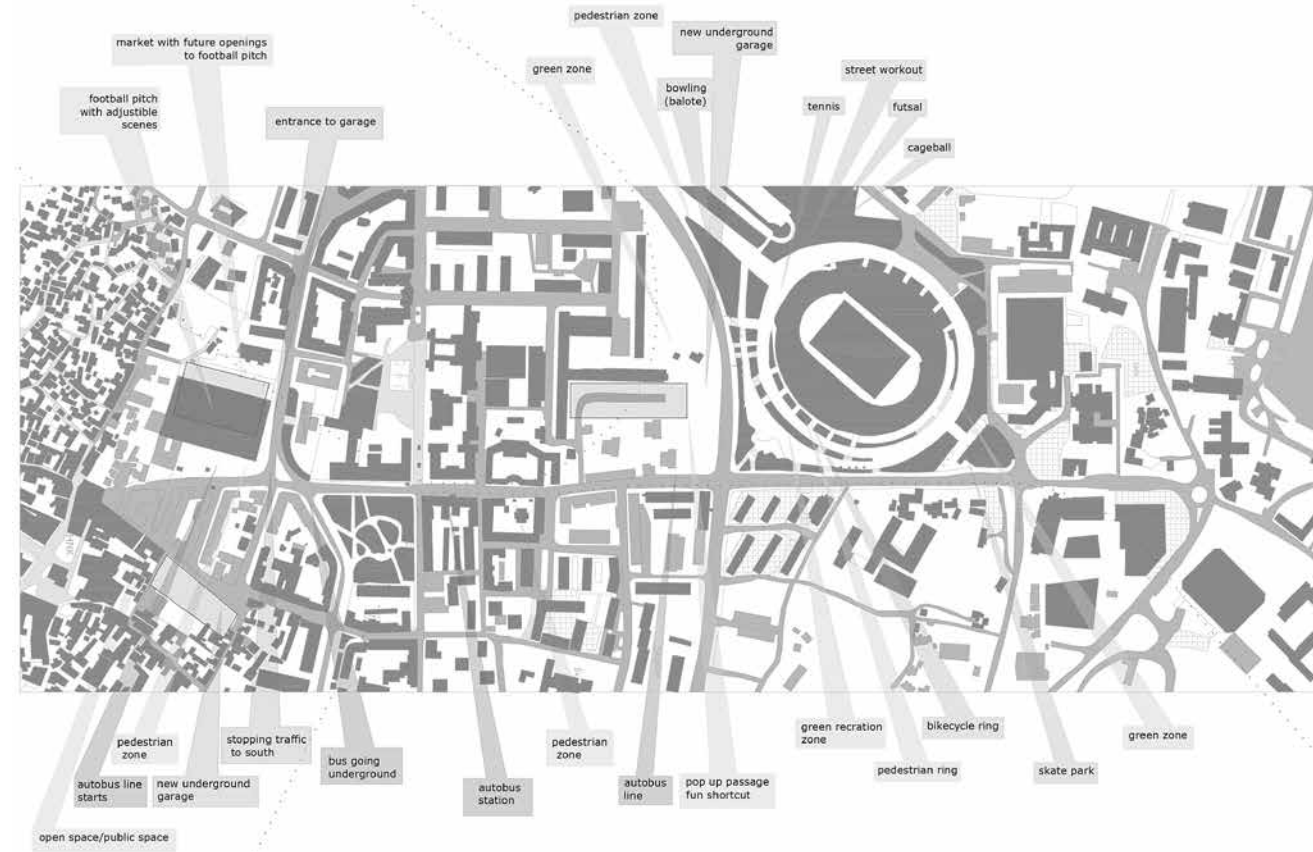 pedestrian zone
market with future openings
to football pitch
new underground
garage
green zone
street workout
bowling
(balote)
football pitch
with adjustible
scenes
tennis
futsal
entrance to garage
cageball
pedestrian
zone
stopping traffic
to south
bus going
underground
pedestrian
zone
green recration
zone
bikecycle ring
green zone
autobus line
starts
new underground
garage
autobus
station
autobus
line
pop up passage
fun shortcut
pedestrian ring
skate park
open space/public space